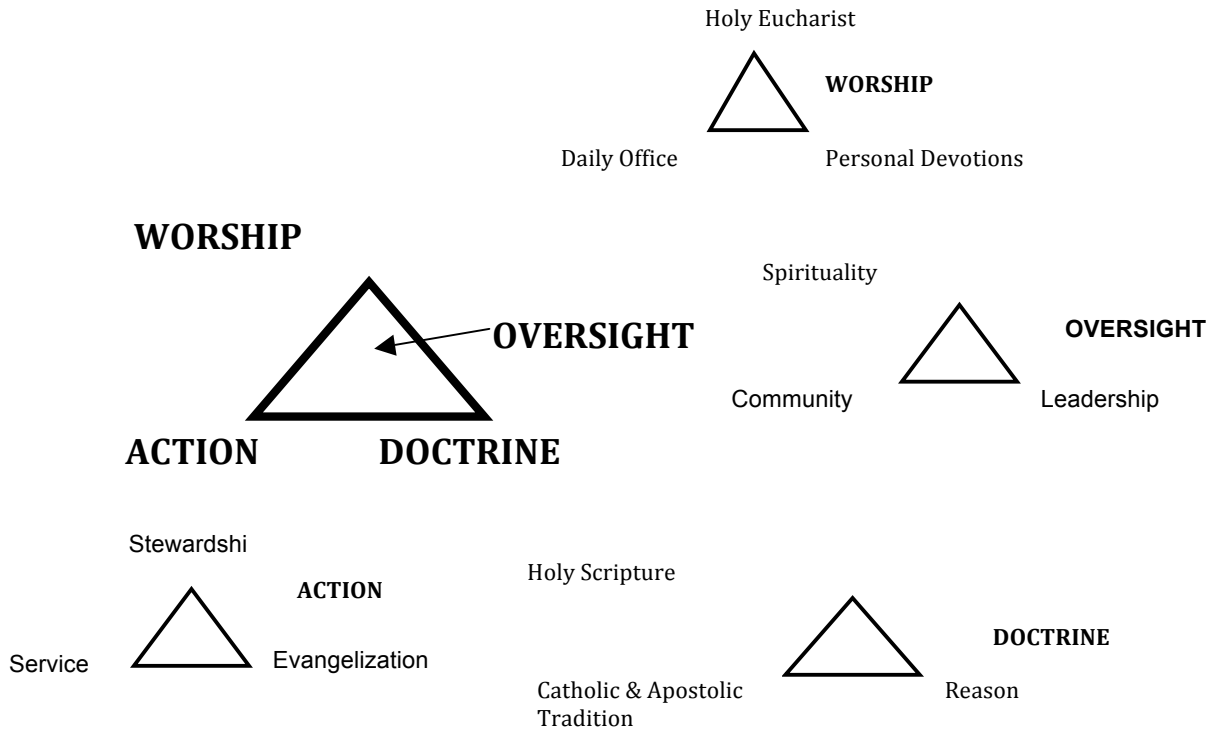 Holy Eucharist
WORSHIP
Daily Office
Personal Devotions
WORSHIP
OVERSIGHT
ACTION
DOCTRINE
Spirituality
OVERSIGHT
Community
Leadership
Stewardshi
ACTION
Service
Evangelization
Holy Scripture
DOCTRINE
Catholic & Apostolic
Tradition
Reason